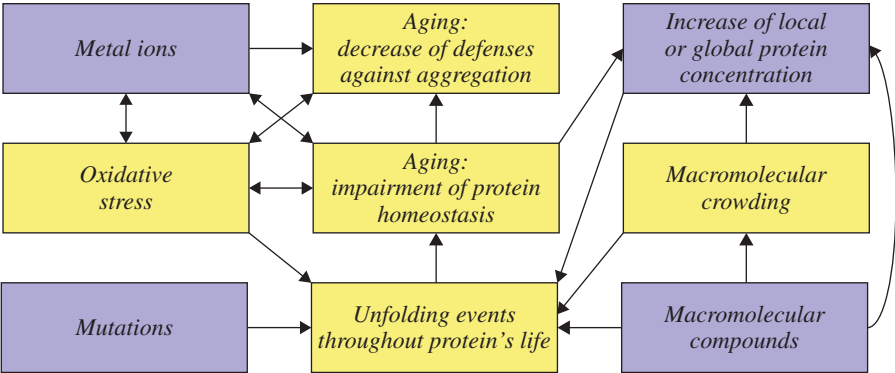 Metal ions
Aging:
decrease of defenses
against aggregation
Increase of local
or global protein
concentration
Oxidative
stress
Aging:
impairment of protein
homeostasis
Macromolecular
crowding
Mutations
Unfolding events
throughout protein's life
Macromolecular
compounds